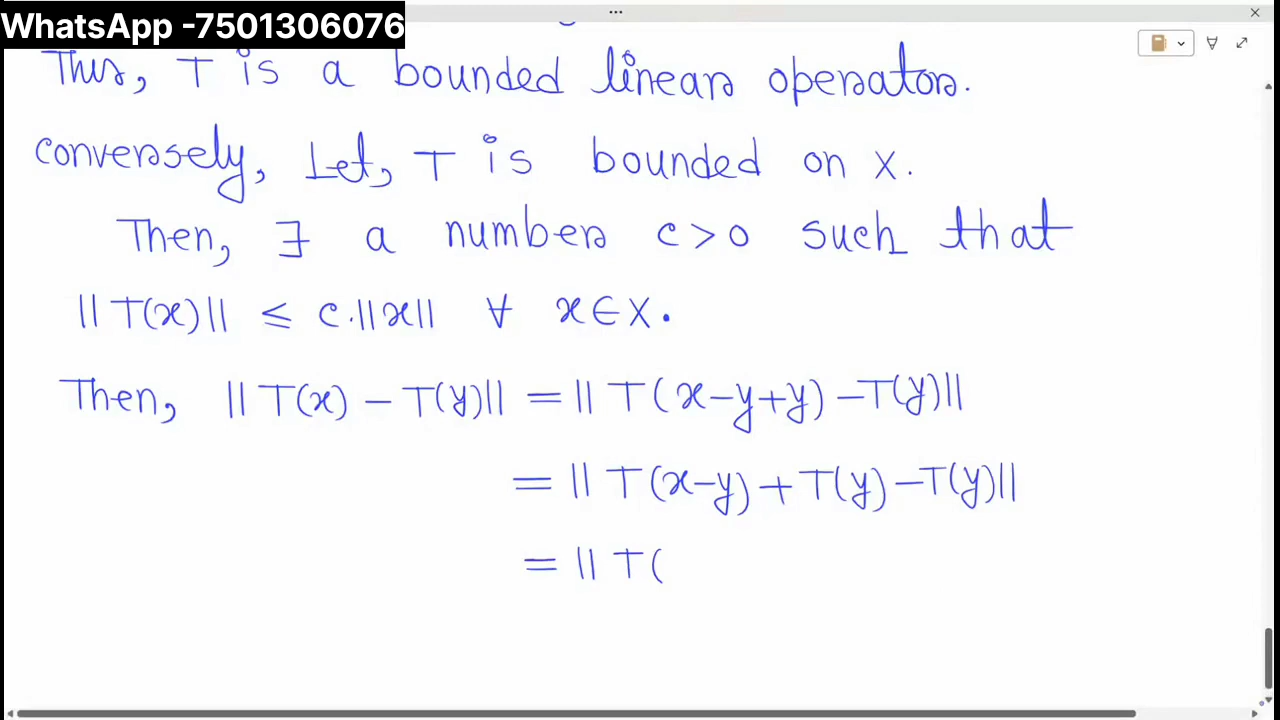 WhatsApp -7501306076
Thus, T is a bounded linear operator.
conversely, Let, T is bounded on X.
Then, ∃ a number c > 0 such that
|| T(x) || ≤ c.||x|| ∀ x ∈ X.
Then, || T(x) − T(y) || = || T(x−y+y) − T(y) ||
= || T(x−y) + T(y) − T(y) ||
= || T(